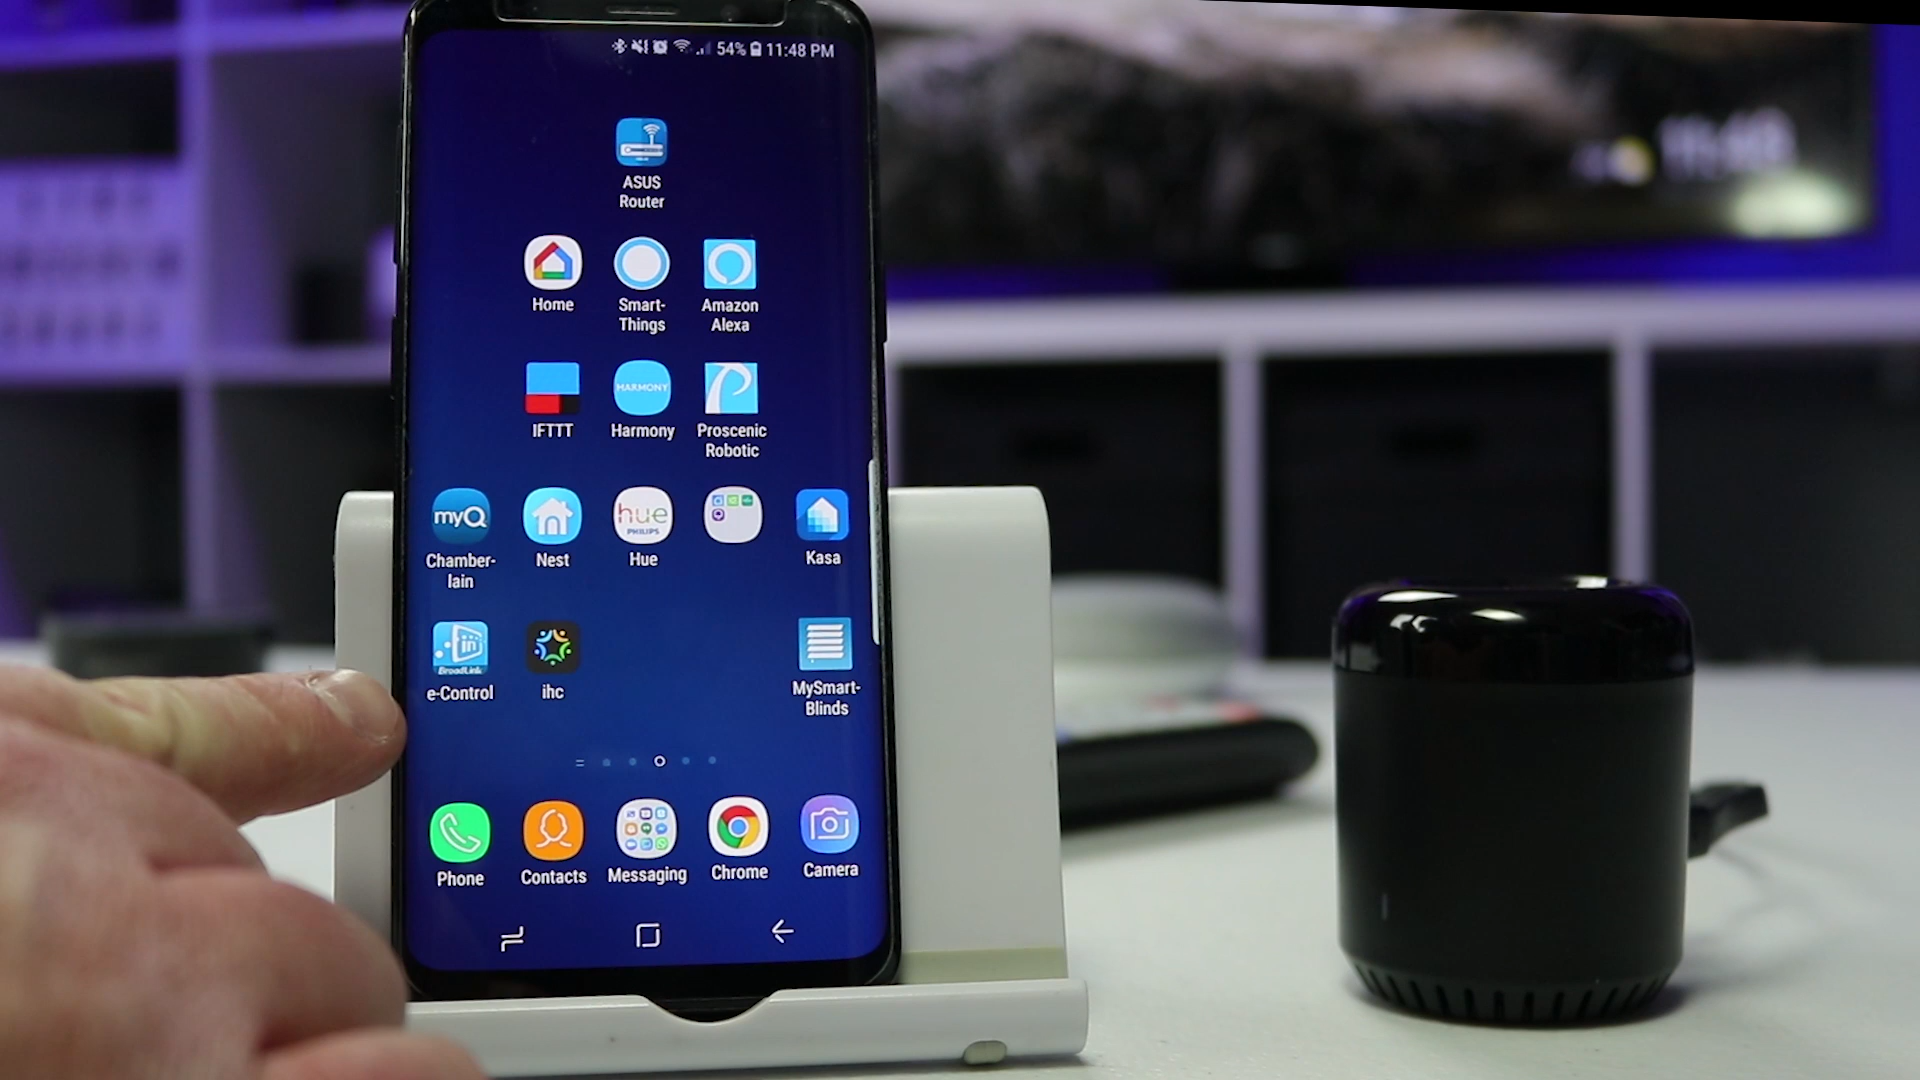 54% 11:48 PM
ASUS
Router
Home
Smart-
Things
Amazon
Alexa
HARMONY
IFTTT
Harmony
Proscenic
Robotic
myQ
hue
PHILIPS
Chamber-
lain
Nest
Hue
Kasa
in
BroadLink
e-Control
ihc
MySmart-
Blinds
Phone
Contacts
Messaging
Chrome
Camera